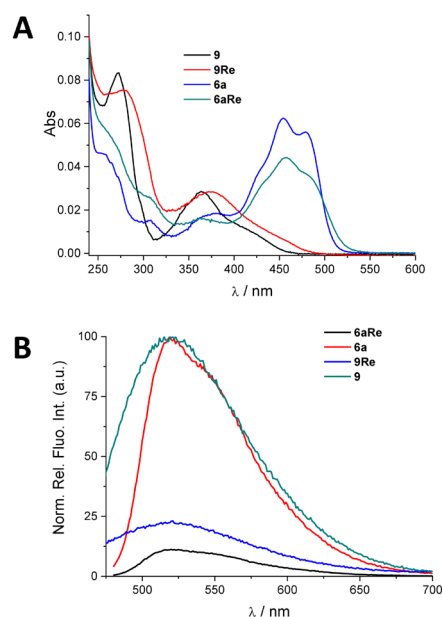 A
9
9Re
6a
6aRe
0.10
0.08
0.06
0.04
0.02
0.00
Abs
250 300 350 400 450 500 550 600
λ / nm
B
6aRe
6a
9Re
9
100
75
50
25
0
Norm. Rel. Fluo. Int. (a.u.)
500 550 600 650 700
λ / nm